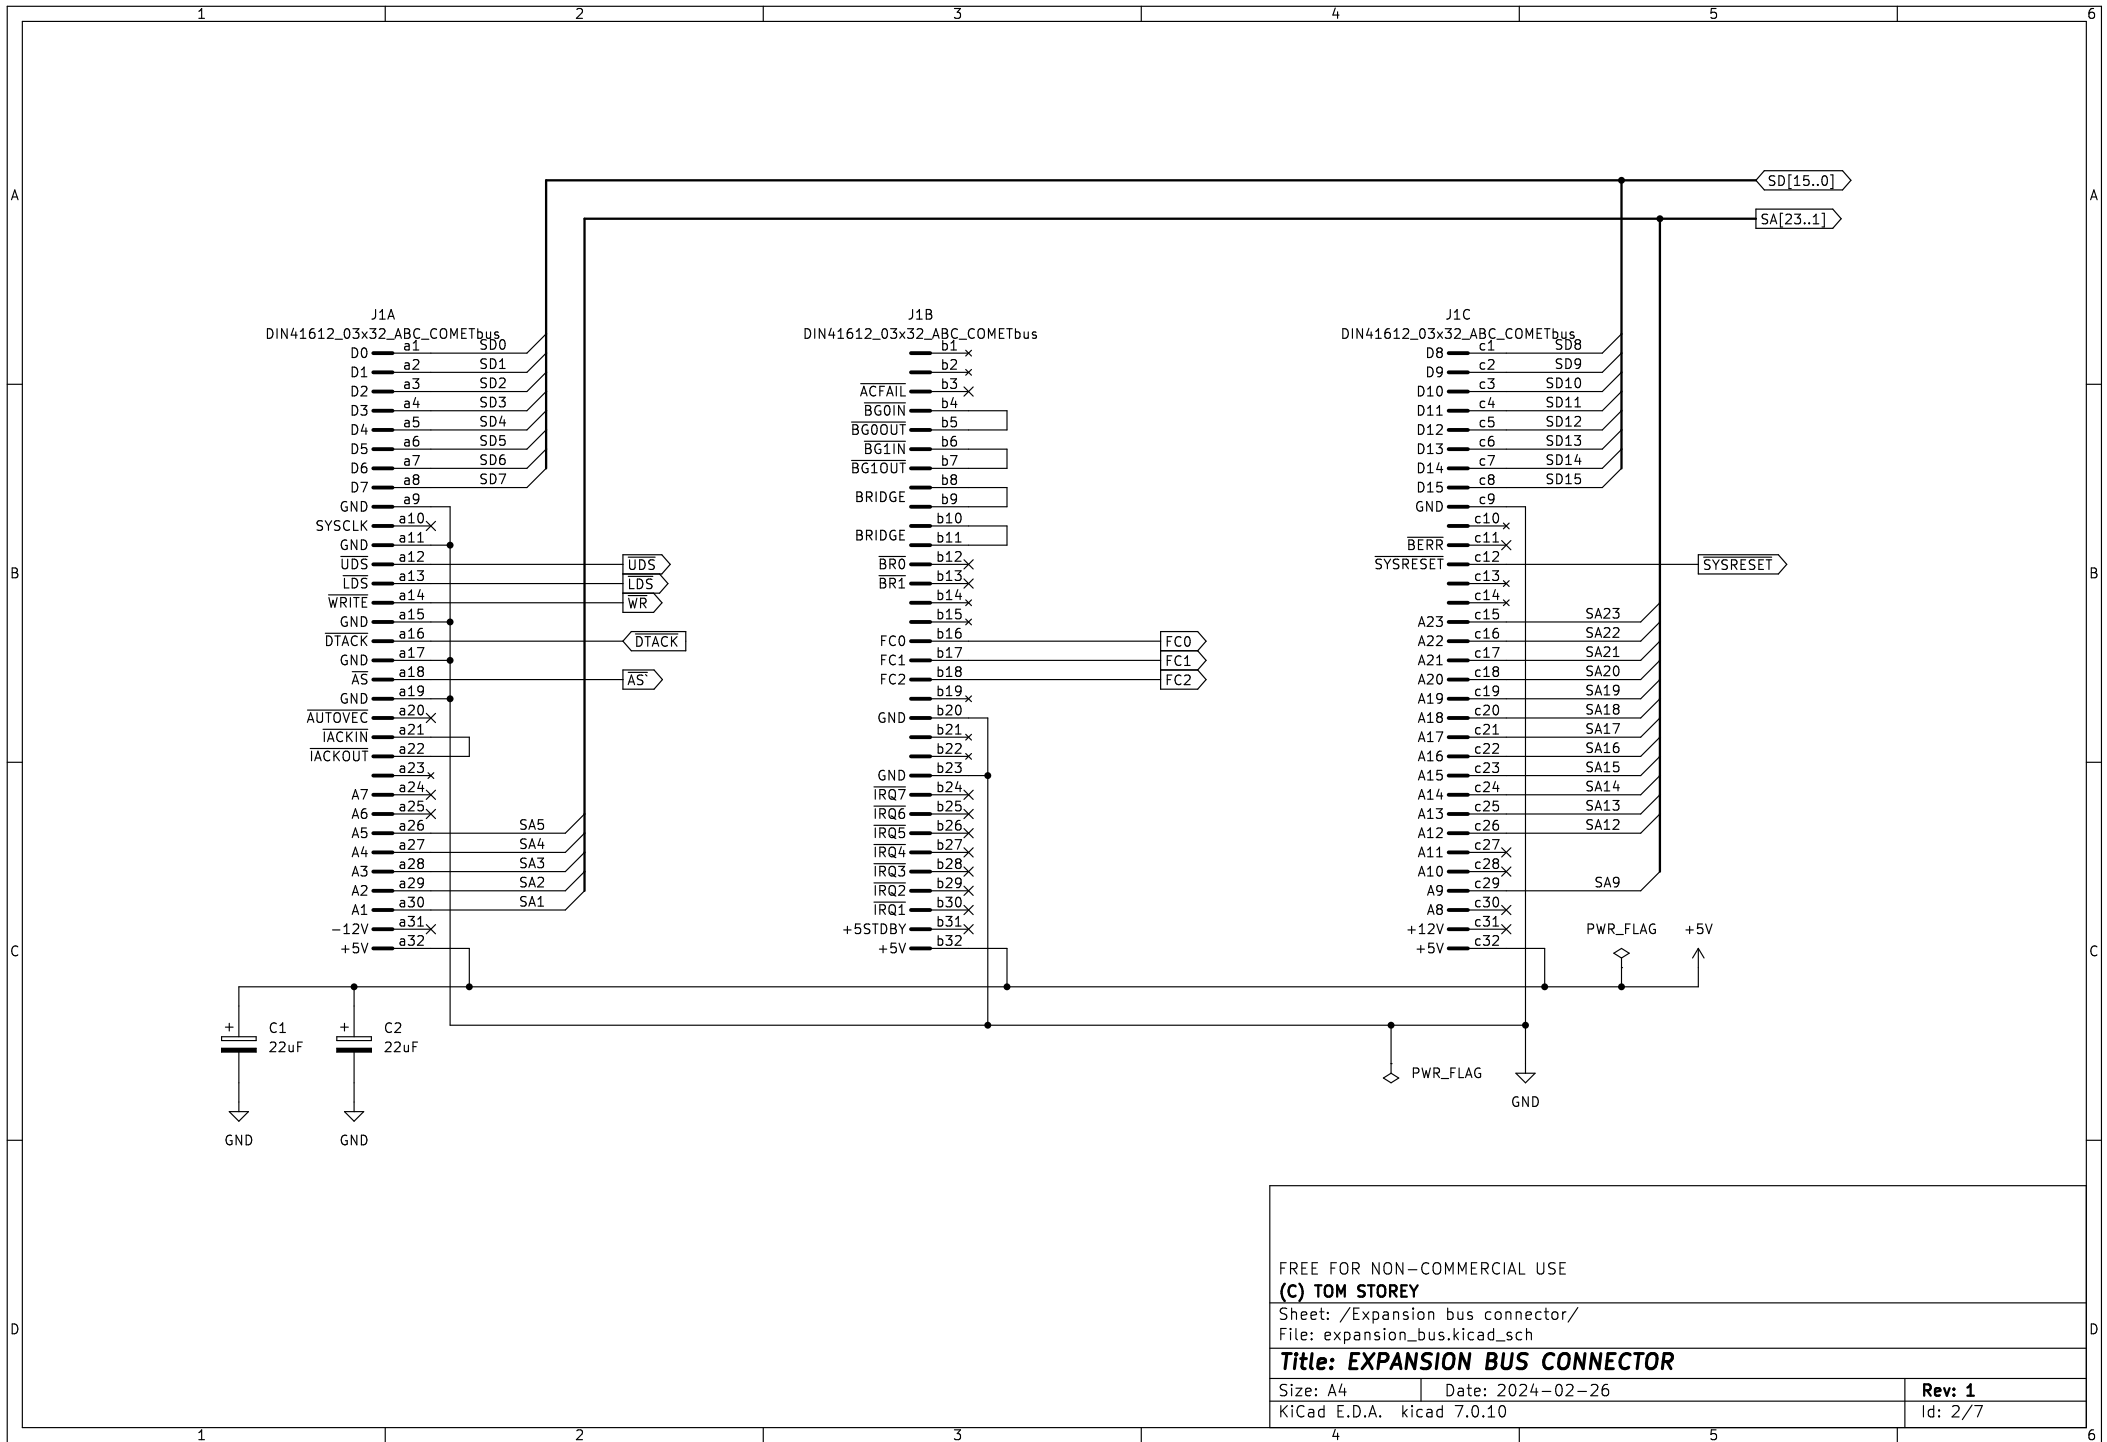 1 2 3 4 5 6
A A
B B
C C
D D
SD[15..0]
SA[23..1]
J1A
DIN41612_03x32_ABC_COMETbus
D0 a1 SD0
D1 a2 SD1
D2 a3 SD2
D3 a4 SD3
D4 a5 SD4
D5 a6 SD5
D6 a7 SD6
D7 a8 SD7
GND a9
SYSCLK a10
GND a11
UDS a12 UDS
LDS a13 LDS
WRITE a14 WR
GND a15
DTACK a16 DTACK
GND a17
AS a18 AS`
GND a19
AUTOVEC a20
IACKIN a21
IACKOUT a22
a23
A7 a24
A6 a25
A5 a26 SA5
A4 a27 SA4
A3 a28 SA3
A2 a29 SA2
A1 a30 SA1
-12V a31
+5V a32
J1B
DIN41612_03x32_ABC_COMETbus
b1
b2
ACFAIL b3
BG0IN b4
BG0OUT b5
BG1IN b6
BG1OUT b7
b8
BRIDGE
b9
b10
BRIDGE
b11
BR0 b12
BR1 b13
b14
b15
FC0 b16 FC0
FC1 b17 FC1
FC2 b18 FC2
b19
GND b20
b21
b22
GND b23
IRQ7 b24
IRQ6 b25
IRQ5 b26
IRQ4 b27
IRQ3 b28
IRQ2 b29
IRQ1 b30
+5STDBY b31
+5V b32
J1C
DIN41612_03x32_ABC_COMETbus
D8 c1 SD8
D9 c2 SD9
D10 c3 SD10
D11 c4 SD11
D12 c5 SD12
D13 c6 SD13
D14 c7 SD14
D15 c8 SD15
GND c9
c10
BERR c11
SYSRESET c12 SYSRESET
c13
c14
A23 c15 SA23
A22 c16 SA22
A21 c17 SA21
A20 c18 SA20
A19 c19 SA19
A18 c20 SA18
A17 c21 SA17
A16 c22 SA16
A15 c23 SA15
A14 c24 SA14
A13 c25 SA13
A12 c26 SA12
A11 c27
A10 c28
A9 c29 SA9
A8 c30
+12V c31
+5V c32
PWR_FLAG +5V
+ C1
22uF
GND
+ C2
22uF
GND
PWR_FLAG
GND
FREE FOR NON-COMMERCIAL USE
(C) TOM STOREY
Sheet: /Expansion bus connector/
File: expansion_bus.kicad_sch
Title: EXPANSION BUS CONNECTOR
Size: A4 Date: 2024-02-26 Rev: 1
KiCad E.D.A. kicad 7.0.10 Id: 2/7
1 2 3 4 5 6